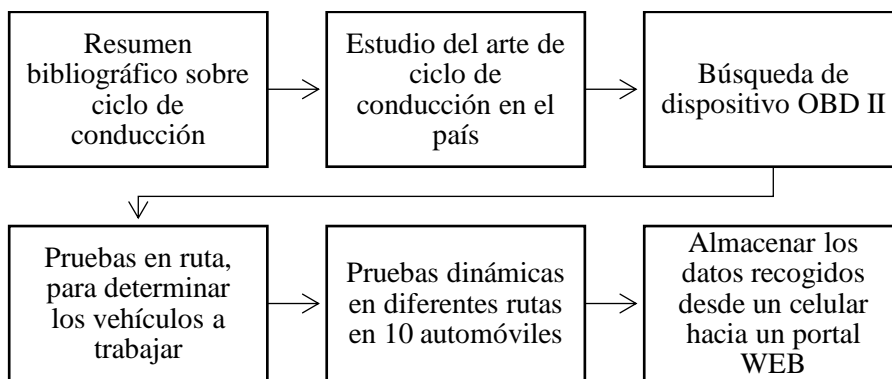 Resumen
bibliográfico sobre
ciclo de
conducción
Estudio del arte de
ciclo de
conducción en el
país
Búsqueda de
dispositivo OBD II
Pruebas en ruta,
para determinar
los vehículos a
trabajar
Pruebas dinámicas
en diferentes rutas
en 10 automóviles
Almacenar los
datos recogidos
desde un celular
hacia un portal
WEB